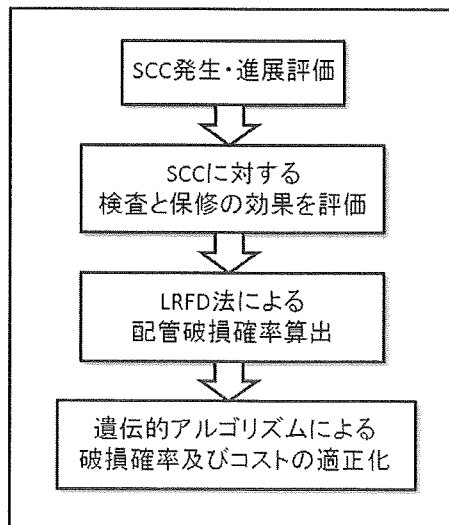 SCC発生・進展評価
SCCに対する
検査と保修の効果を評価
LRFD法による
配管破損確率算出
遺伝的アルゴリズムによる
破損確率及びコストの適正化